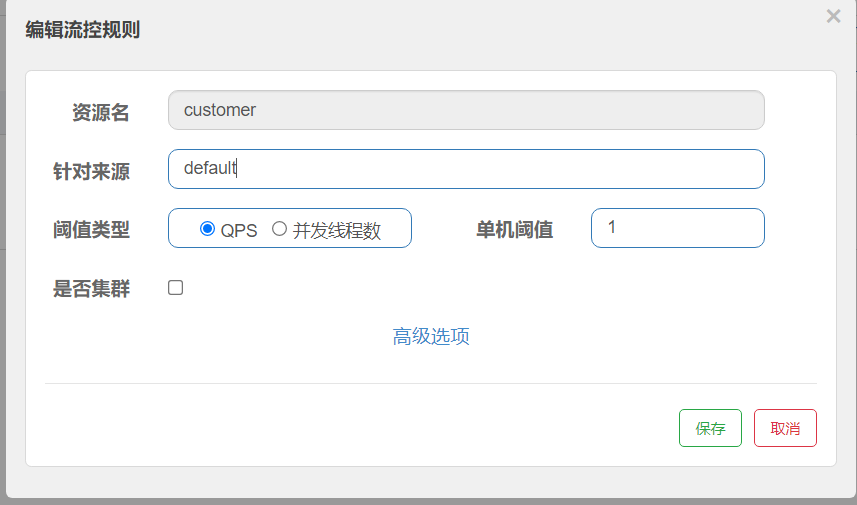 编辑流控规则 ×
资源名 customer
针对来源 default
阈值类型 QPS 并发线程数 单机阈值 1
是否集群
高级选项
保存 取消